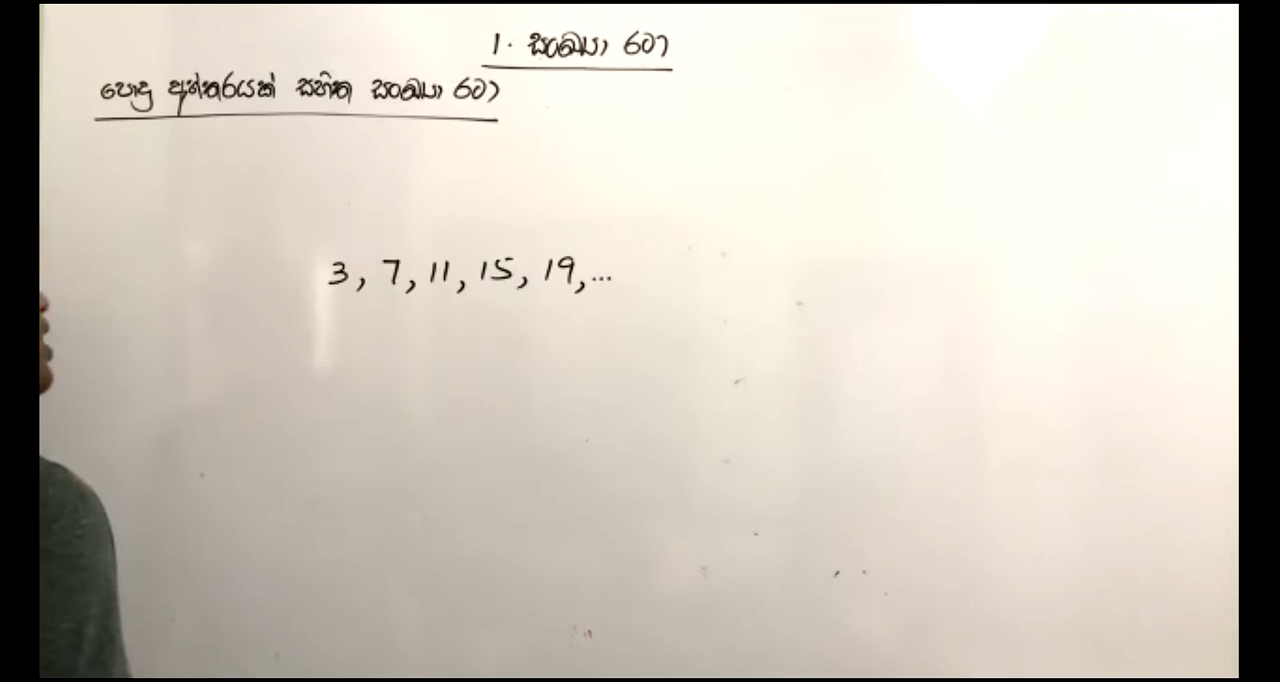 1. සංඛ්‍යා රටා
පොදු අන්තරයක් සහිත සංඛ්‍යා රටා
3, 7, 11, 15, 19, ...